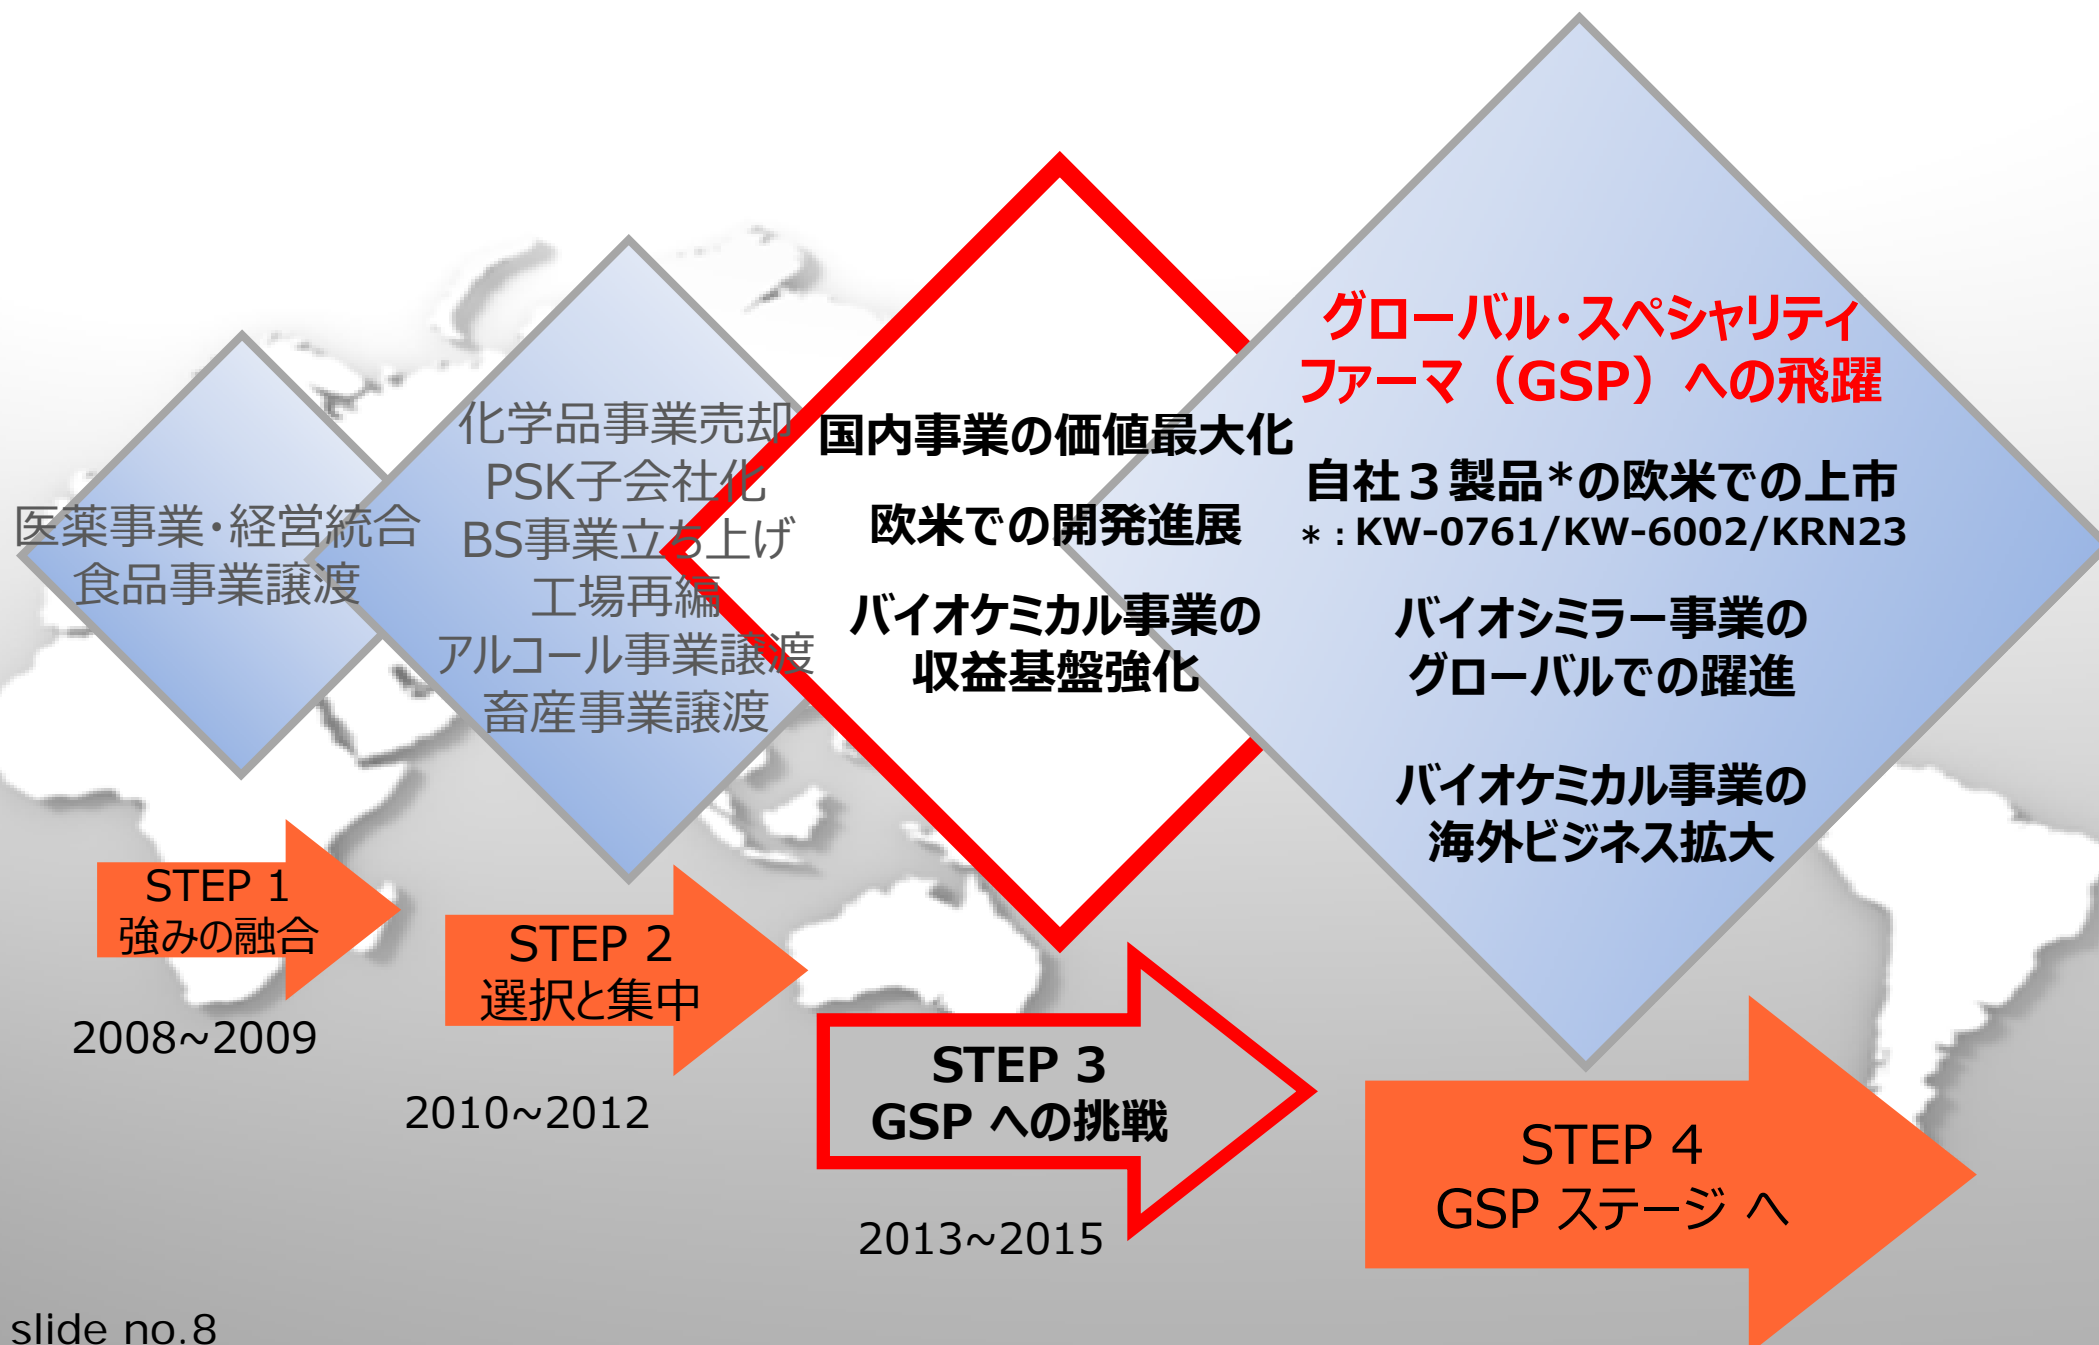 医薬事業・経営統合
食品事業譲渡
化学品事業売却
PSK子会社化
BS事業立ち上げ
工場再編
アルコール事業譲渡
畜産事業譲渡
国内事業の価値最大化
欧米での開発進展
バイオケミカル事業の
収益基盤強化
グローバル・スペシャリティ
ファーマ（GSP）への飛躍
自社３製品*の欧米での上市
*：KW-0761/KW-6002/KRN23
バイオシミラー事業の
グローバルでの躍進
バイオケミカル事業の
海外ビジネス拡大
STEP 1
強みの融合
2008~2009
STEP 2
選択と集中
2010~2012
STEP 3
GSP への挑戦
2013~2015
STEP 4
GSP ステージ へ
slide no.8